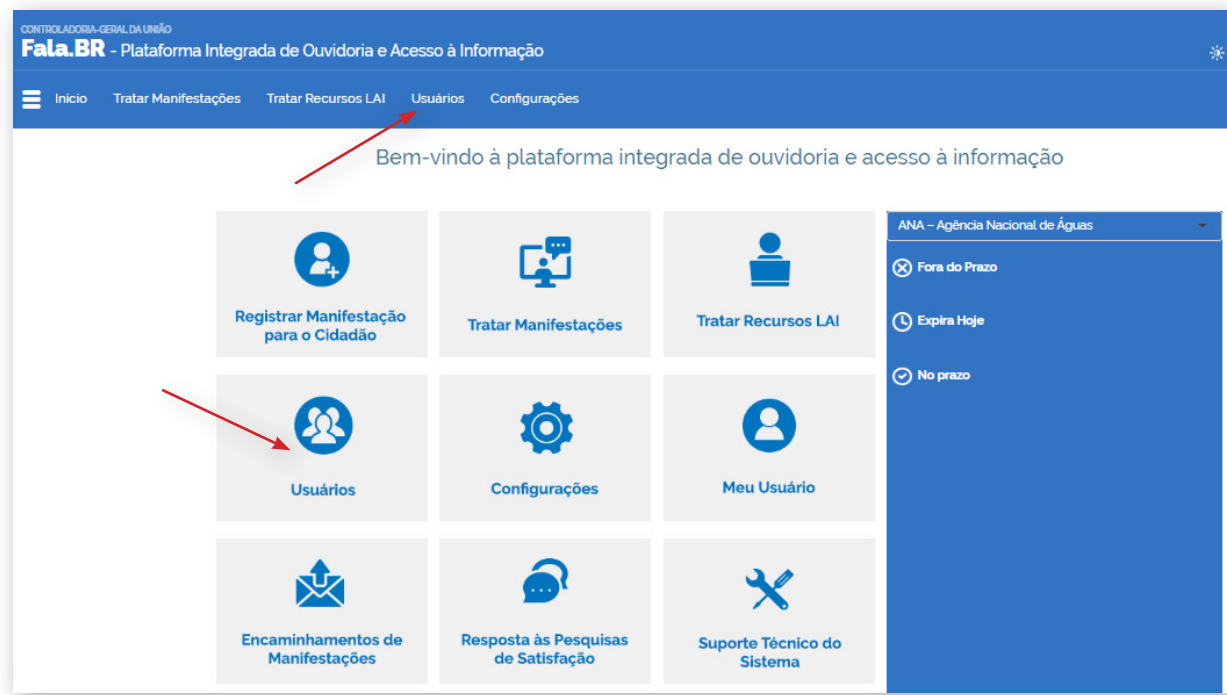 CONTROLADORIA-GERAL DA UNIÃO
Fala.BR - Plataforma Integrada de Ouvidoria e Acesso à Informação
Início Tratar Manifestações Tratar Recursos LAI Usuários Configurações
Bem-vindo à plataforma integrada de ouvidoria e acesso à informação
Registrar Manifestação
para o Cidadão
Tratar Manifestações
Tratar Recursos LAI
Usuários
Configurações
Meu Usuário
Encaminhamentos de
Manifestações
Resposta às Pesquisas
de Satisfação
Suporte Técnico do
Sistema
ANA – Agência Nacional de Águas
Fora do Prazo
Expira Hoje
No prazo